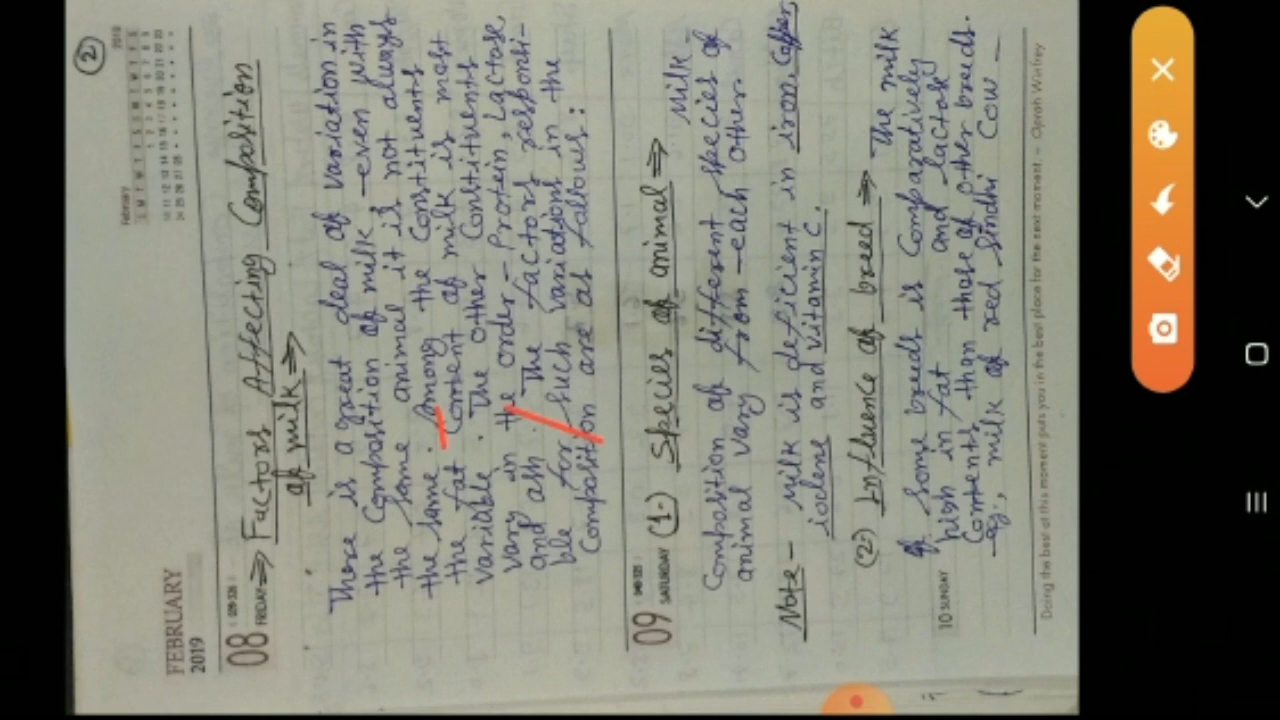 ②
FEBRUARY
2019
February 2019
S M T W T F S S M T W T F S
08 FRIDAY ⇒ Factors Affecting Composition
of milk ⇒
There is a great deal of variation in
the composition of milk – even with
the same animal it is not always
the same. Among the constituents
the fat content of milk is most
variable. The other constituents
vary in the order – Protein, Lactose,
and ash. The factors responsi-
ble for such variations in the
composition are as follows:
09 SATURDAY (1.) Species of animal ⇒ Milk
composition of different species of
animal vary from each other.
Note – Milk is deficient in iron, Copper,
iodene and vitamin C.
(2.) Influence of breed ⇒ The milk
of some breeds is comparatively
high in fat and lactose
10 SUNDAY contents than those of other breeds.
eg., milk of red Sindhi Cow –
Doing the best at this moment puts you in the best place for the next moment. – Oprah Winfrey